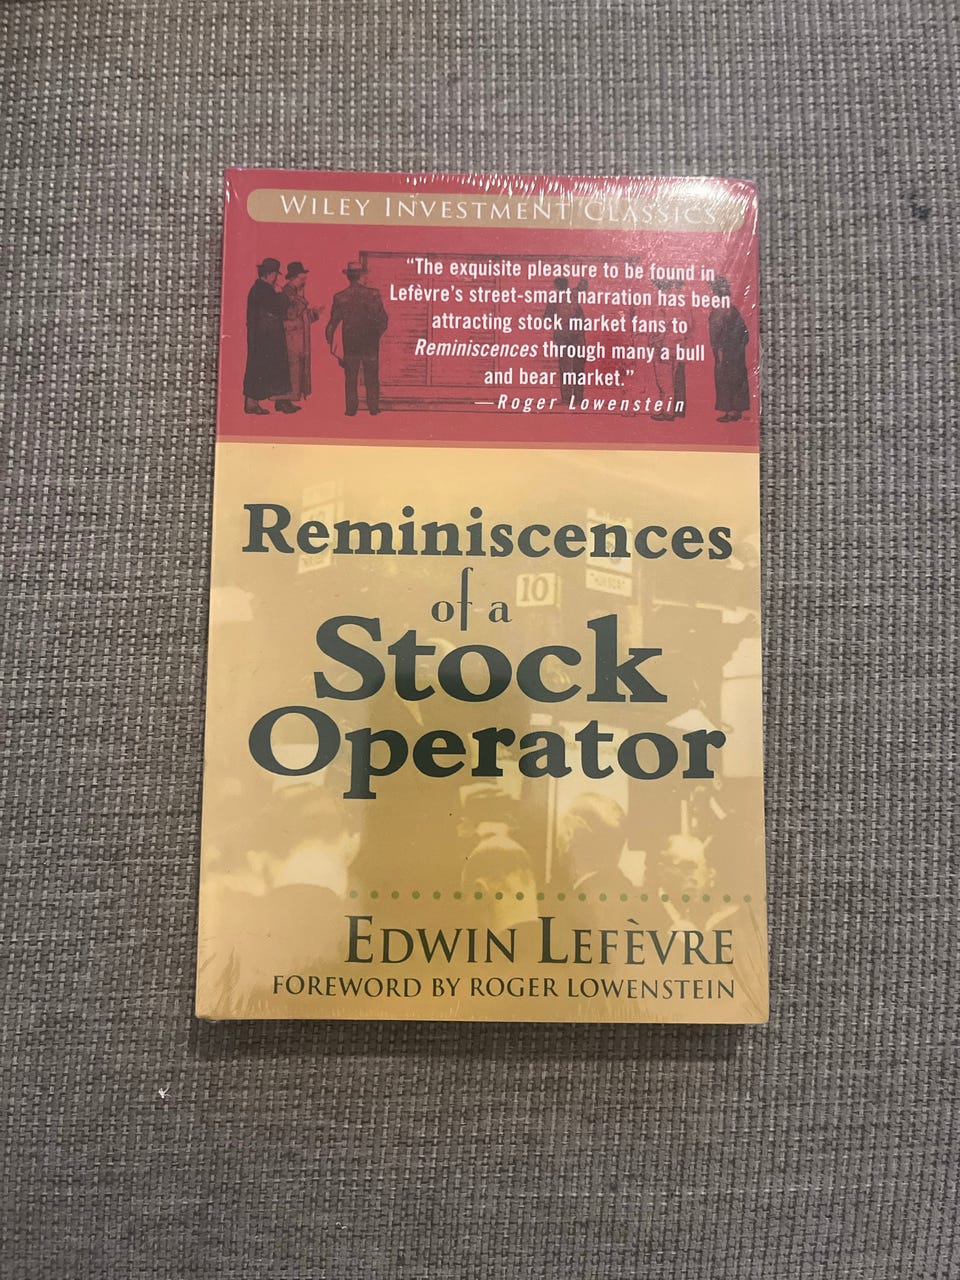 WILEY INVESTMENT CLASSICS
“The exquisite pleasure to be found in
Lefèvre’s street-smart narration has been
attracting stock market fans to
Reminiscences through many a bull
and bear market.”
—Roger Lowenstein
Reminiscences
of a
10
Stock
Operator
EDWIN LEFÈVRE
FOREWORD BY ROGER LOWENSTEIN